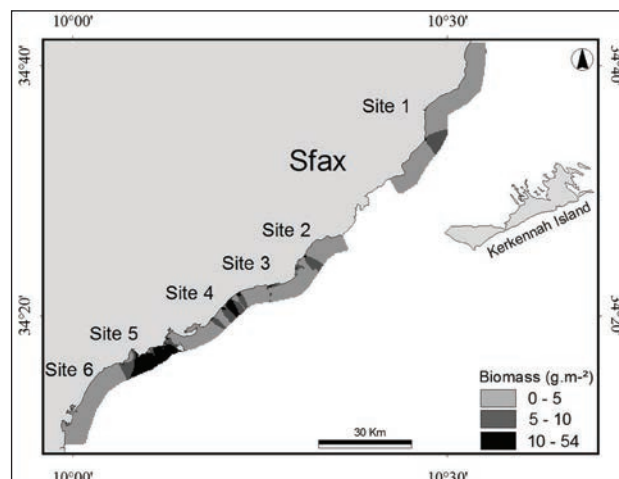 10°00' 10°30'
34°40' 34°40'
Site 1
Sfax
Site 2
Kerkennah Island
Site 3
Site 4
34°20' 34°20'
Site 5
Site 6
Biomass (g.m-²)
0 - 5
5 - 10
10 - 54
30 Km
10°00' 10°30'